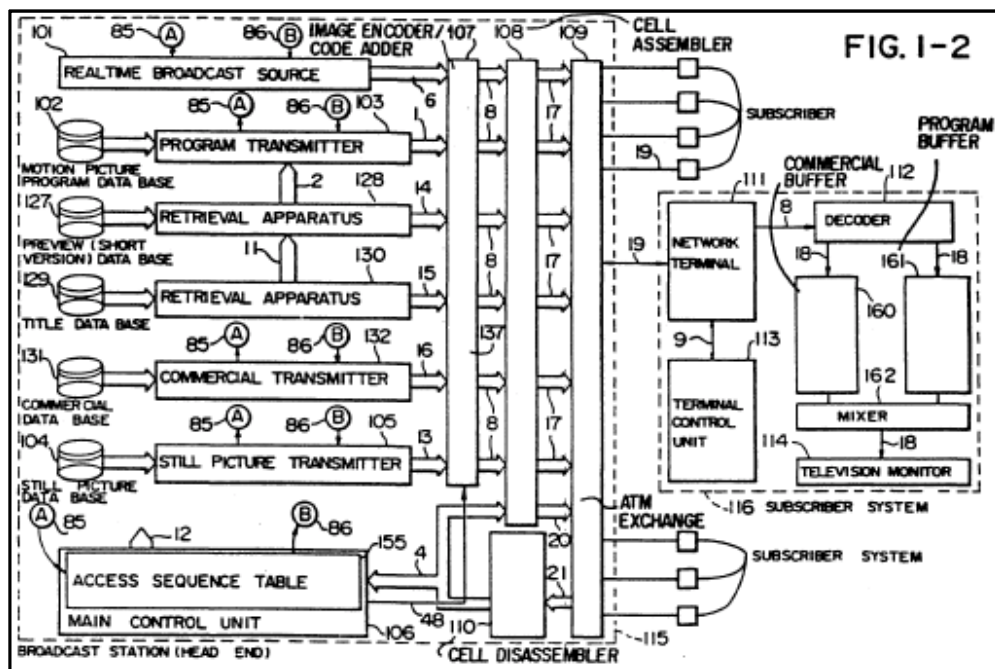 FIG. 1-2
101 85 A 86 B IMAGE ENCODER/ CODE ADDER 107 108 CELL ASSEMBLER 109
REALTIME BROADCAST SOURCE 6 8 17
SUBSCRIBER
102 85 A 86 B 103
PROGRAM TRANSMITTER 1 8 17 19
MOTION PICTURE PROGRAM DATA BASE
2
127 128
RETRIEVAL APPARATUS 14
PREVIEW (SHORT VERSION) DATA BASE
11
129 130
RETRIEVAL APPARATUS 15 8 17
TITLE DATA BASE
131 85 A 86 B 132 137
COMMERCIAL TRANSMITTER 16 8 17
COMMERCIAL DATA BASE
104 85 A 86 B 105
STILL PICTURE TRANSMITTER 13 8 17
STILL PICTURE DATA BASE
A 85 12 B 86
155
ACCESS SEQUENCE TABLE 4 48
MAIN CONTROL UNIT 106
BROADCAST STATION (HEAD END)
110 CELL DISASSEMBLER
20 21
ATM EXCHANGE
115
COMMERCIAL BUFFER
PROGRAM BUFFER
111 112
19 NETWORK TERMINAL 8 DECODER
18 161 18
160
9 113
TERMINAL CONTROL UNIT
162
MIXER
114 18
TELEVISION MONITOR
116 SUBSCRIBER SYSTEM
SUBSCRIBER SYSTEM